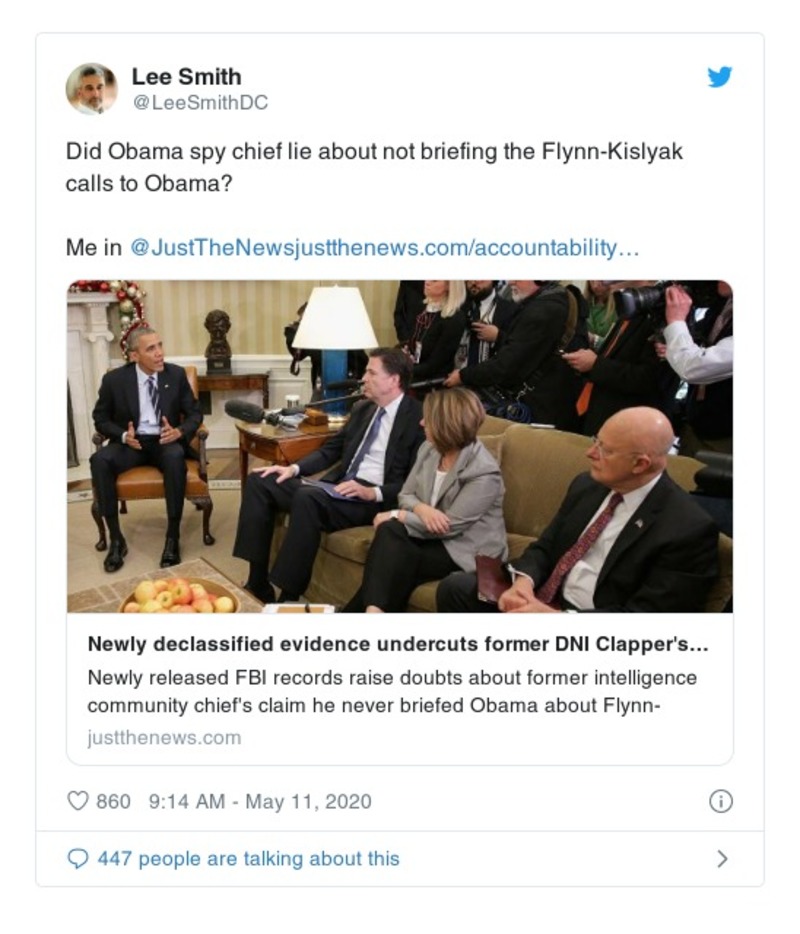 Lee Smith
@LeeSmithDC
Did Obama spy chief lie about not briefing the Flynn-Kislyak
calls to Obama?
Me in @JustTheNewsjustthenews.com/accountability…
Newly declassified evidence undercuts former DNI Clapper's...
Newly released FBI records raise doubts about former intelligence
community chief's claim he never briefed Obama about Flynn-
justthenews.com
860 9:14 AM - May 11, 2020
447 people are talking about this